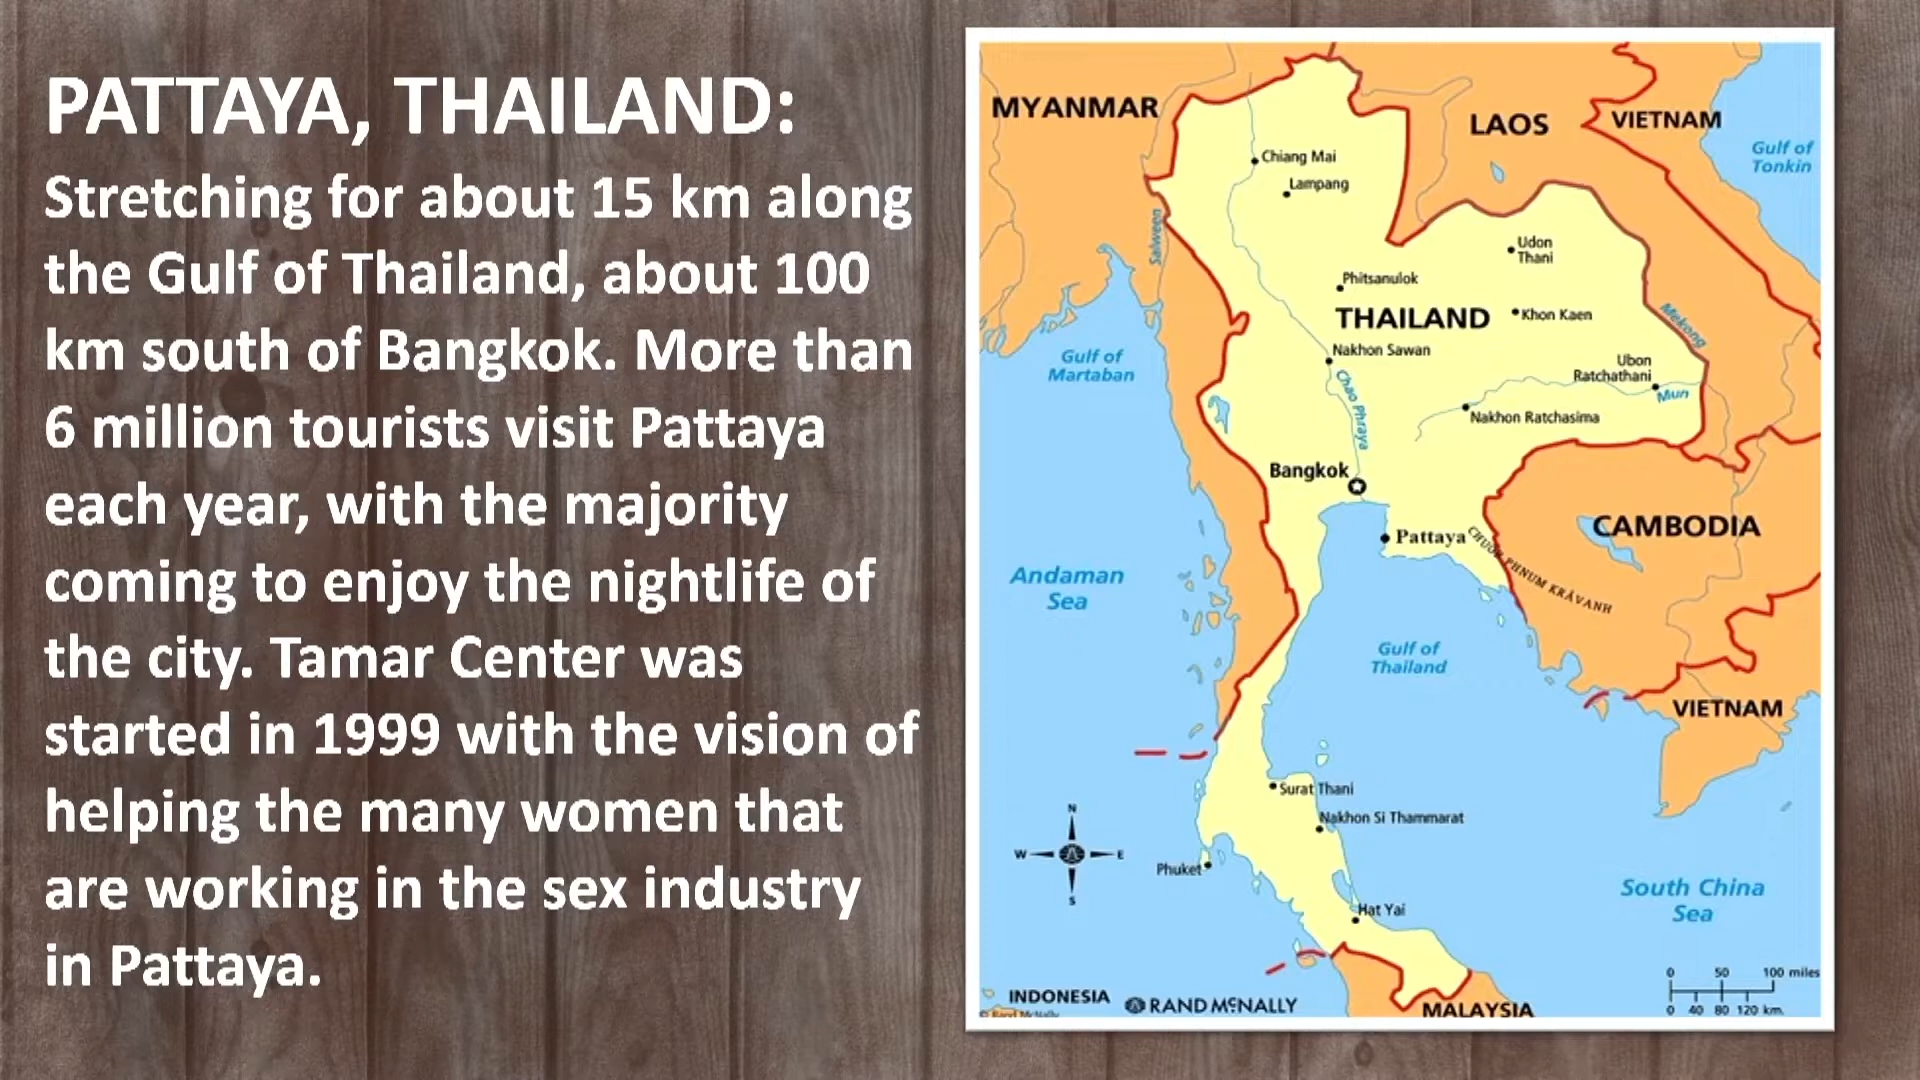 PATTAYA, THAILAND:
Stretching for about 15 km along
the Gulf of Thailand, about 100
km south of Bangkok. More than
6 million tourists visit Pattaya
each year, with the majority
coming to enjoy the nightlife of
the city. Tamar Center was
started in 1999 with the vision of
helping the many women that
are working in the sex industry
in Pattaya.
MYANMAR
LAOS
VIETNAM
Gulf of
Tonkin
Chiang Mai
Lampang
Salween
Udon
Thani
Phitsanulok
THAILAND
Khon Kaen
Mekong
Nakhon Sawan
Gulf of
Martaban
Ubon
Ratchathani
Mun
Chao Phraya
Nakhon Ratchasima
Bangkok
CAMBODIA
Pattaya
CHUOR PHNUM KRÂVANH
Andaman
Sea
Gulf of
Thailand
VIETNAM
Surat Thani
Nakhon Si Thammarat
N
W
E
S
Phuket
South China
Sea
Hat Yai
0 50 100 miles
0 40 80 120 km.
INDONESIA
RAND MCNALLY
MALAYSIA
© Rand McNally